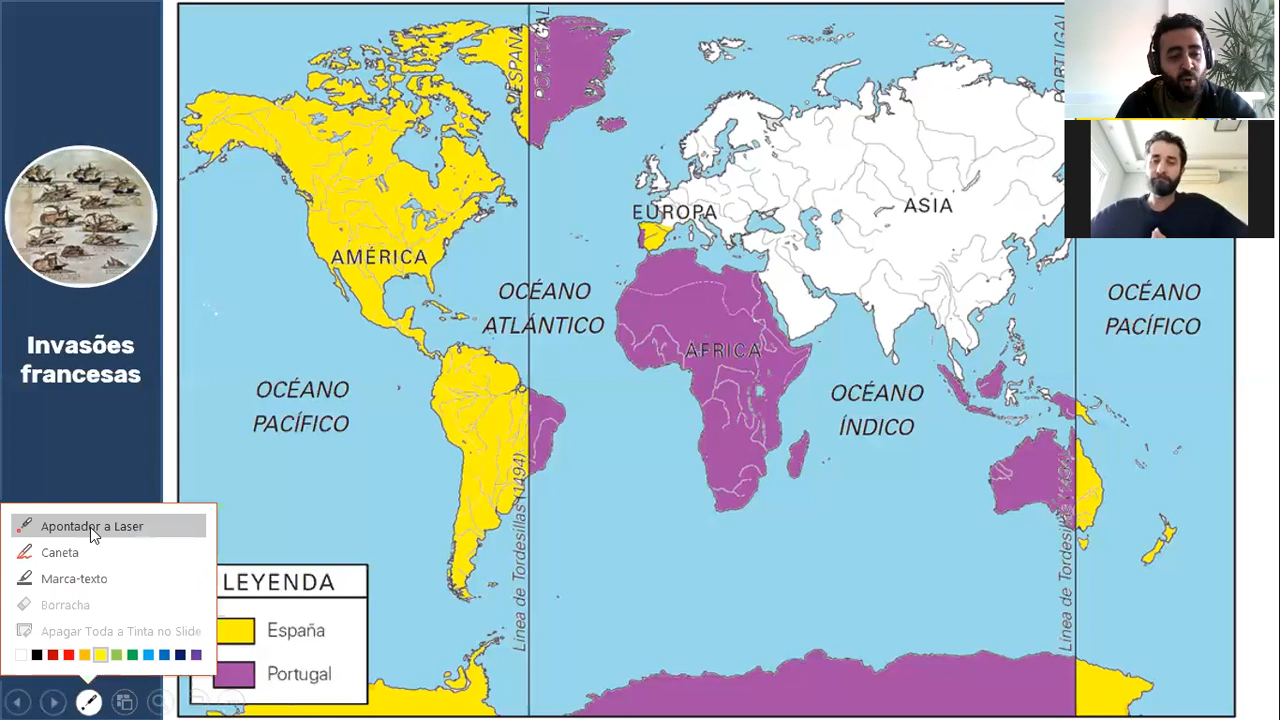 Invasões
francesas
ESPAÑA
PORTUGAL
PORTUGAL
EUROPA
ASIA
AMÉRICA
OCÉANO
ATLÁNTICO
ÁFRICA
OCÉANO
PACÍFICO
OCÉANO
PACÍFICO
OCÉANO
ÍNDICO
Línea de Tordesillas (1494)
Línea de Tordesillas (1494)
LEYENDA
España
Portugal
Apontador a Laser
Caneta
Marca-texto
Borracha
Apagar Toda a Tinta no Slide